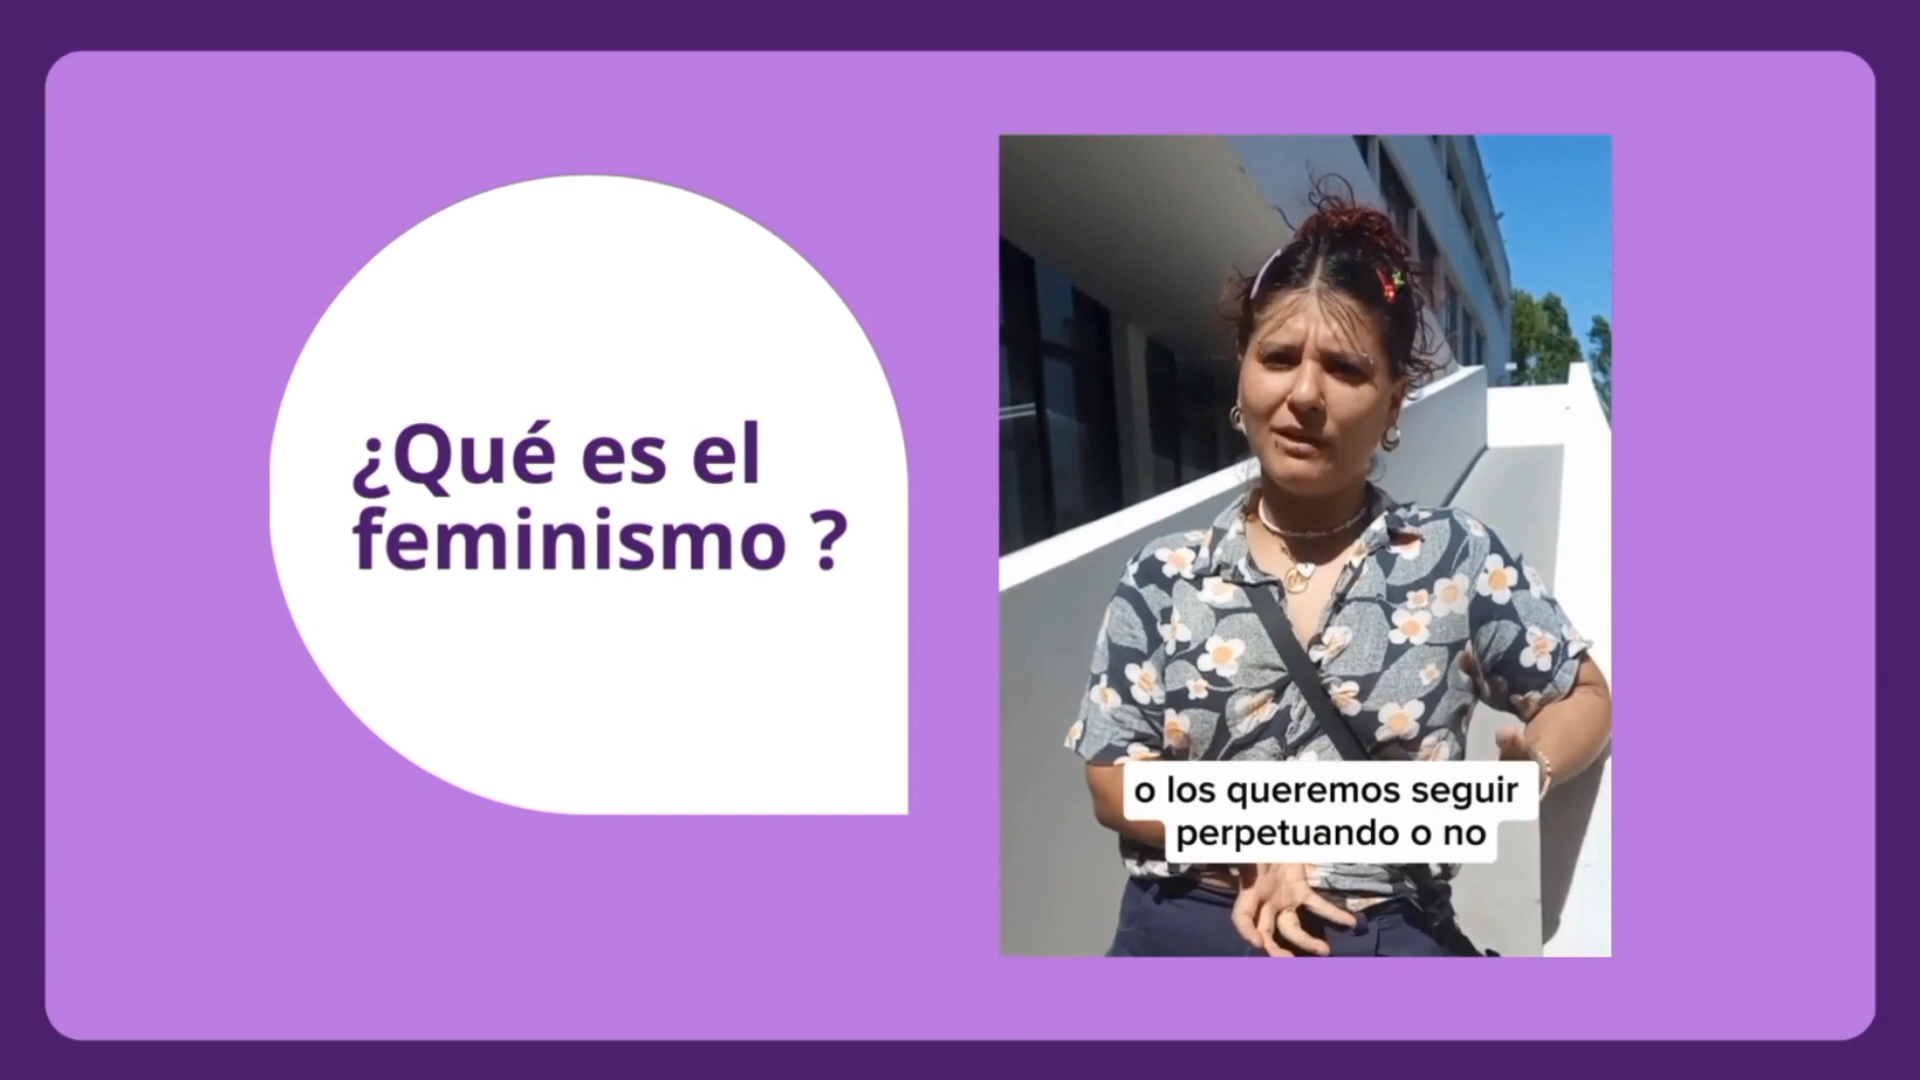 ¿Qué es el
feminismo ?
o los queremos seguir
perpetuando o no